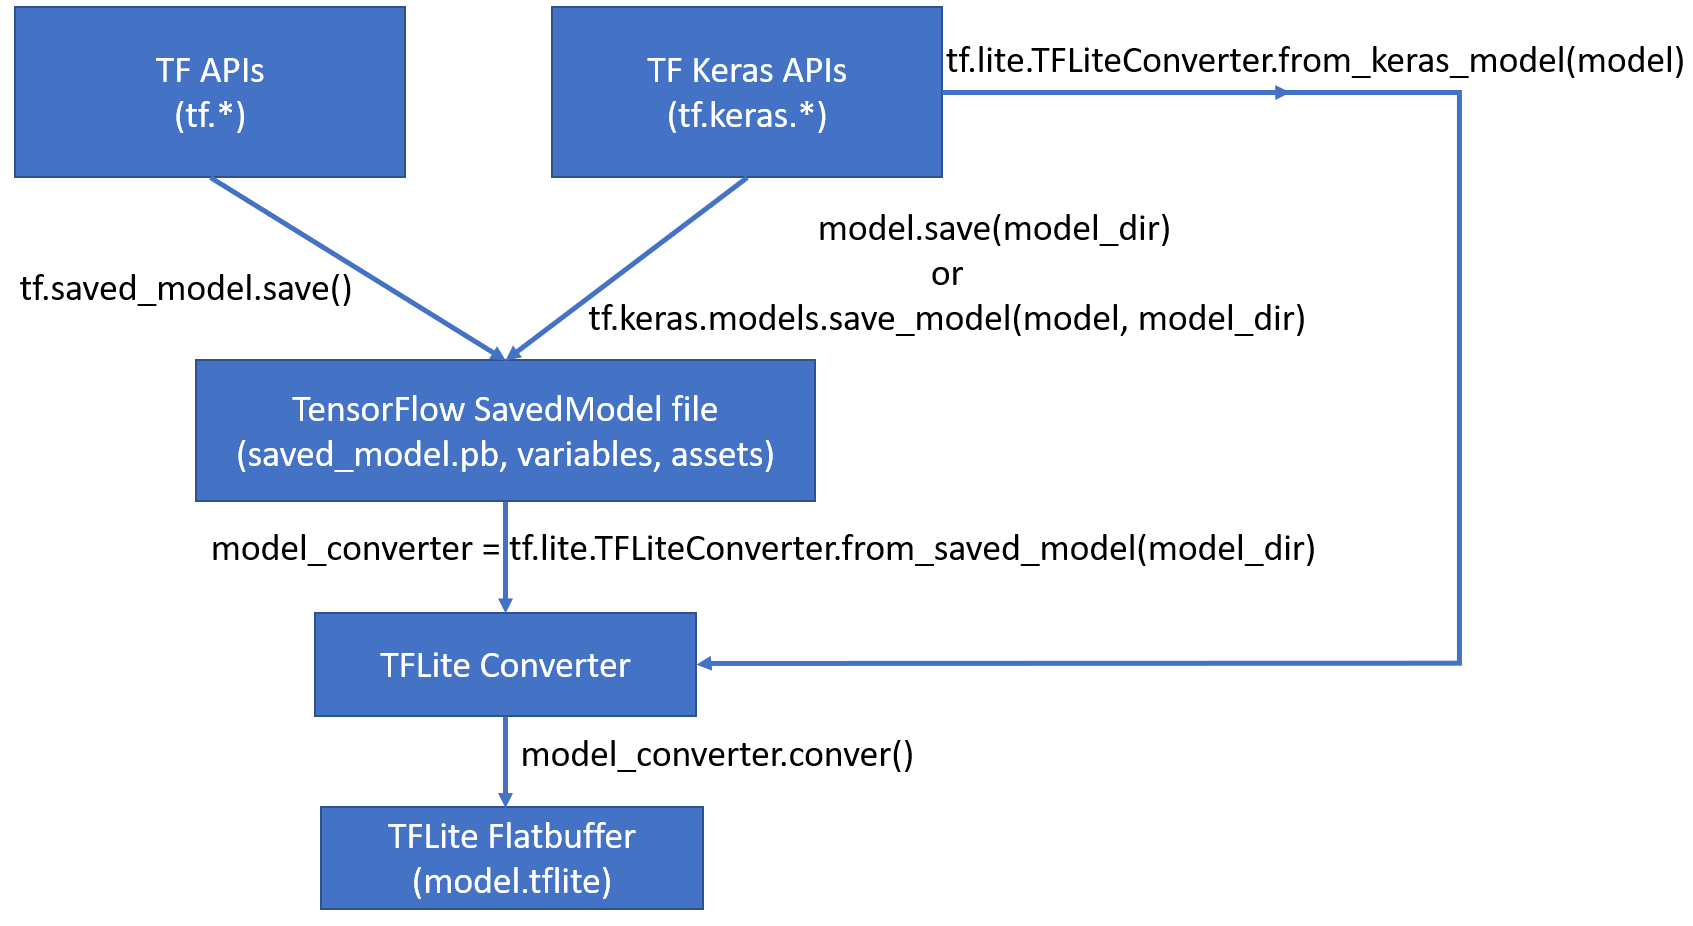 TF APIs
(tf.*)
TF Keras APIs
(tf.keras.*)
tf.lite.TFLiteConverter.from_keras_model(model)
model.save(model_dir)
or
tf.keras.models.save_model(model, model_dir)
tf.saved_model.save()
TensorFlow SavedModel file
(saved_model.pb, variables, assets)
model_converter = tf.lite.TFLiteConverter.from_saved_model(model_dir)
TFLite Converter
model_converter.conver()
TFLite Flatbuffer
(model.tflite)